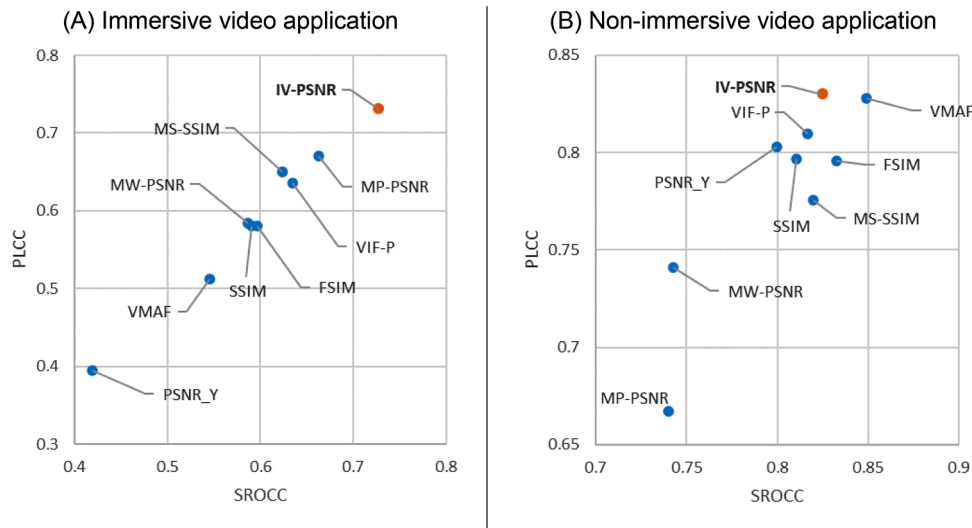 (A) Immersive video application
0.8
0.7
0.6
0.5
0.4
0.3
PLCC
0.4 0.5 0.6 0.7 0.8
SROCC
IV-PSNR
MS-SSIM
MP-PSNR
MW-PSNR
VIF-P
SSIM
FSIM
VMAF
PSNR_Y
(B) Non-immersive video application
0.85
0.8
0.75
0.7
0.65
PLCC
0.7 0.75 0.8 0.85 0.9
SROCC
IV-PSNR
VIF-P
VMAF
PSNR_Y
FSIM
SSIM
MS-SSIM
MW-PSNR
MP-PSNR